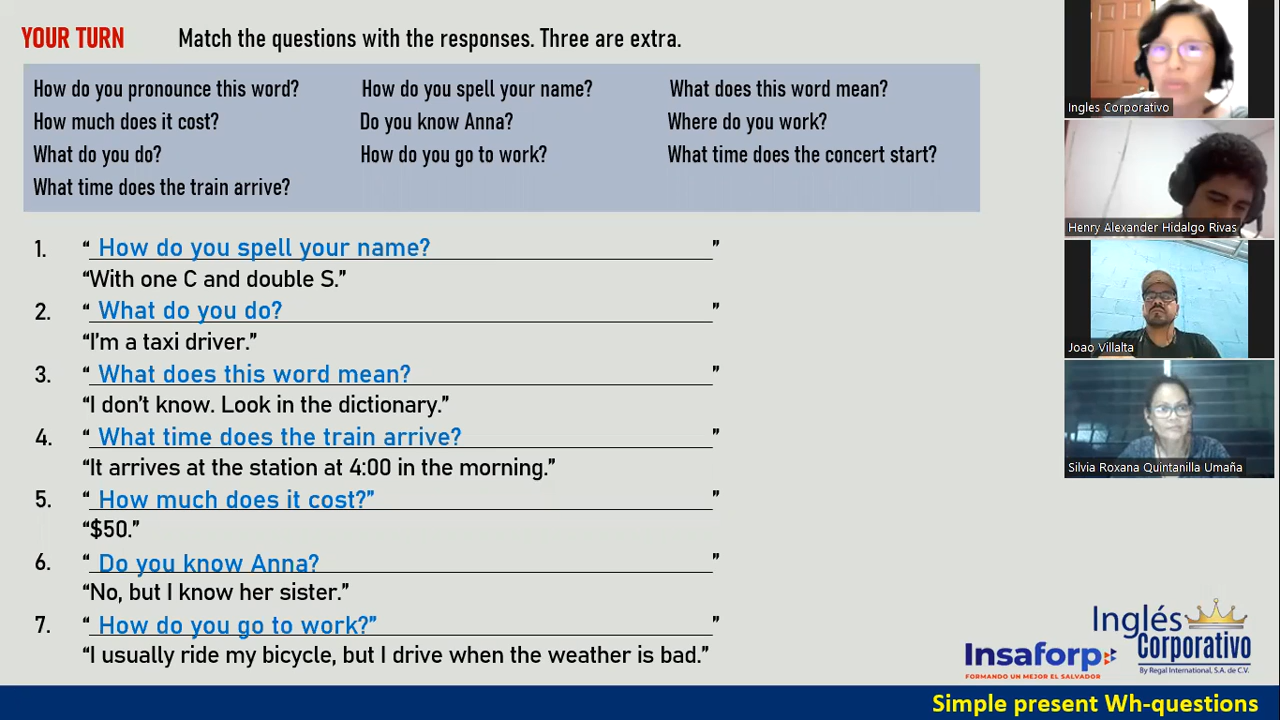 YOUR TURN Match the questions with the responses. Three are extra.
How do you pronounce this word? How do you spell your name? What does this word mean?
How much does it cost? Do you know Anna? Where do you work?
What do you do? How do you go to work? What time does the concert start?
What time does the train arrive?
1. “ How do you spell your name? ”
“With one C and double S.”
2. “ What do you do? ”
“I’m a taxi driver.”
3. “ What does this word mean? ”
“I don’t know. Look in the dictionary.”
4. “ What time does the train arrive? ”
“It arrives at the station at 4:00 in the morning.”
5. “ How much does it cost?” ”
“$50.”
6. “ Do you know Anna? ”
“No, but I know her sister.”
7. “ How do you go to work?” ”
“I usually ride my bicycle, but I drive when the weather is bad.”
Ingles Corporativo
Henry Alexander Hidalgo Rivas
Joao Villalta
Silvia Roxana Quintanilla Umaña
Insaforp
FORMANDO UN MEJOR EL SALVADOR
Inglés
Corporativo
By Regal International, S.A. de C.V.
Simple present Wh-questions